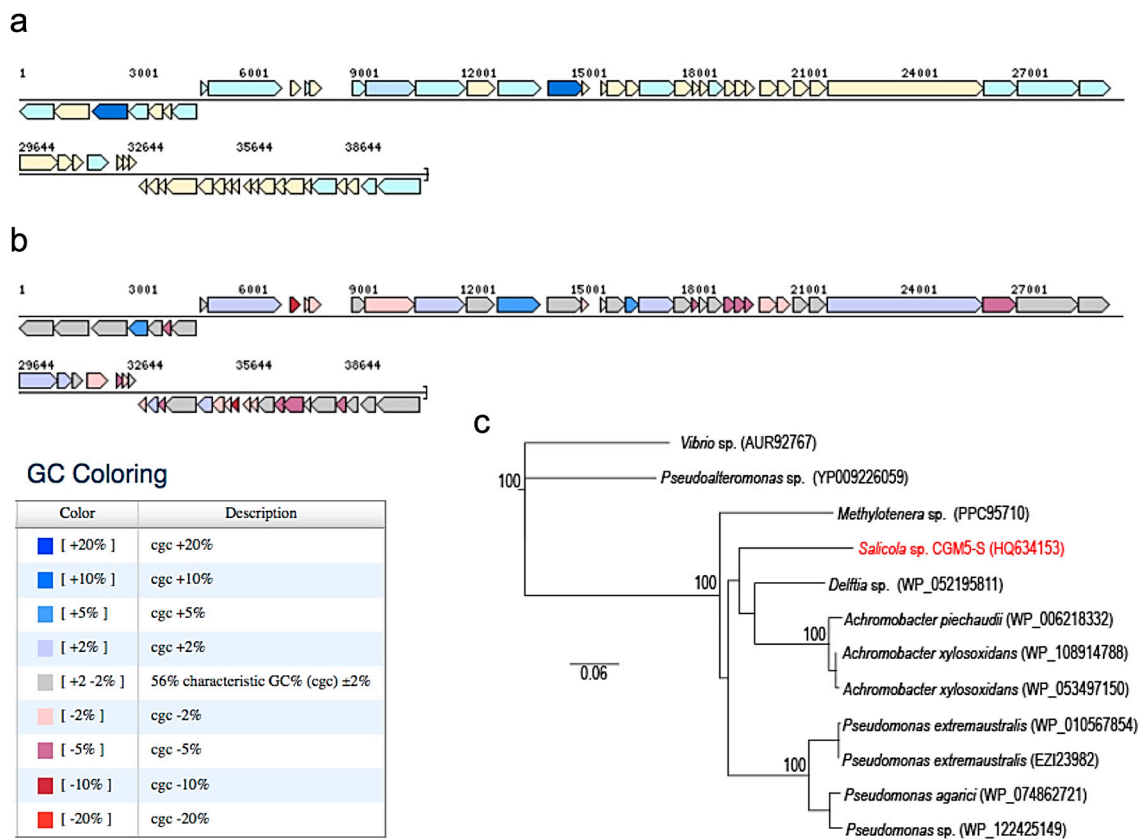 a
1 3001 6001 9001 12001 15001 18001 21001 24001 27001
29644 32644 35644 38644
b
1 3001 6001 9001 12001 15001 18001 21001 24001 27001
29644 32644 35644 38644
GC Coloring
Color Description
[ +20% ] cgc +20%
[ +10% ] cgc +10%
[ +5% ] cgc +5%
[ +2% ] cgc +2%
[ +2 -2% ] 56% characteristic GC% (cgc) ±2%
[ -2% ] cgc -2%
[ -5% ] cgc -5%
[ -10% ] cgc -10%
[ -20% ] cgc -20%
c
Vibrio sp. (AUR92767)
100
Pseudoalteromonas sp. (YP009226059)
Methylotenera sp. (PPC95710)
Salicola sp. CGM5-S (HQ634153)
100
Delftia sp. (WP_052195811)
100
Achromobacter piechaudii (WP_006218332)
Achromobacter xylosoxidans (WP_108914788)
Achromobacter xylosoxidans (WP_053497150)
0.06
Pseudomonas extremaustralis (WP_010567854)
Pseudomonas extremaustralis (EZI23982)
100
Pseudomonas agarici (WP_074862721)
Pseudomonas sp. (WP_122425149)